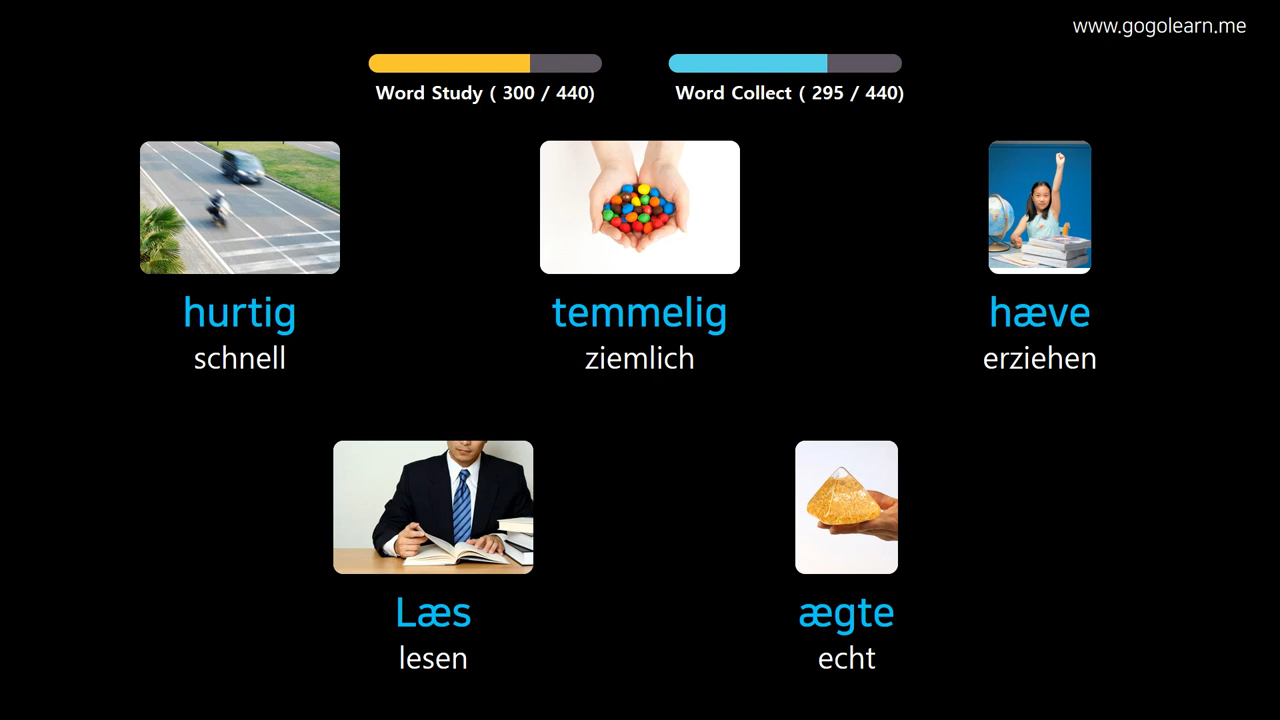 www.gogolearn.me
Word Study ( 300 / 440)
Word Collect ( 295 / 440)
hurtig
schnell
temmelig
ziemlich
hæve
erziehen
Læs
lesen
ægte
echt